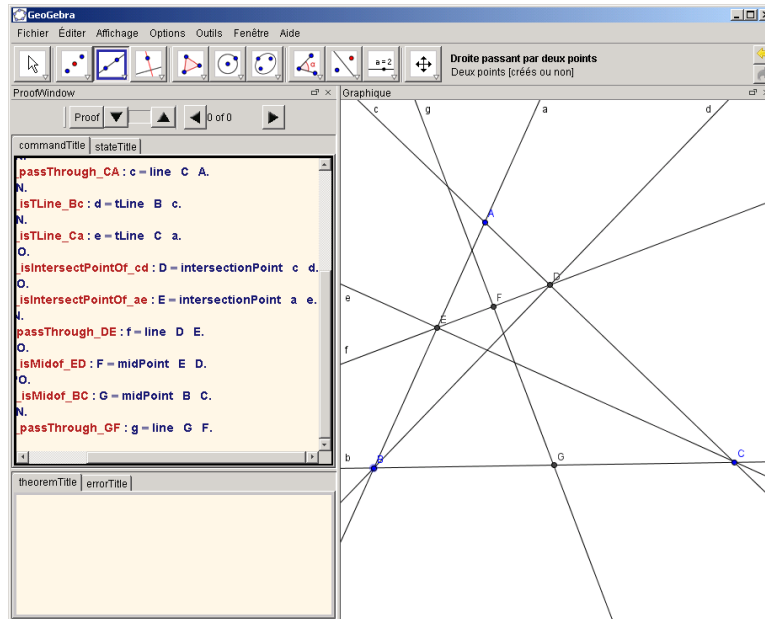 GeoGebra
Fichier Éditer Affichage Options Outils Fenêtre Aide
a=2
Droite passant par deux points
Deux points [créés ou non]
ProofWindow
Proof
0 of 0
commandTitle stateTitle
_passThrough_CA : c = line C A.
N.
_isTLine_Bc : d = tLine B c.
N.
_isTLine_Ca : e = tLine C a.
O.
_isIntersectPointOf_cd : D = intersectionPoint c d.
O.
_isIntersectPointOf_ae : E = intersectionPoint a e.
N.
_passThrough_DE : f = line D E.
O.
_isMidof_ED : F = midPoint E D.
O.
_isMidof_BC : G = midPoint B C.
N.
_passThrough_GF : g = line G F.
theoremTitle errorTitle
Graphique
c g a d
A
D
e
F
E
f
b B G C